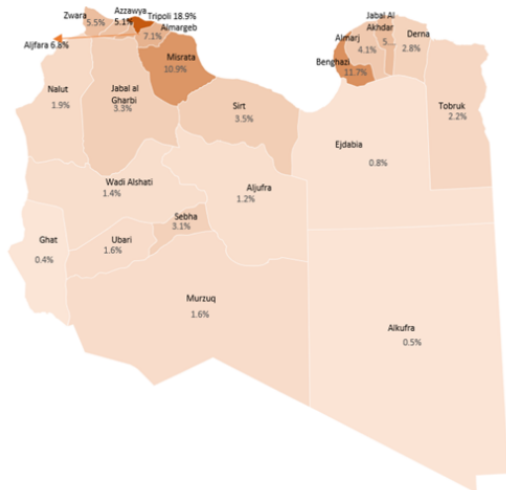 Zwara
5.5%
Azzawya
5.1%
Tripoli 18.9%
Almargeb
7.1%
Aljfara 6.8%
Misrata
10.9%
Nalut
1.9%
Jabal al
Gharbi
3.3%
Sirt
3.5%
Jabal Al
Akhdar
5
Almarj
4.1%
Derna
2.8%
Benghazi
11.7%
Tobruk
2.2%
Ejdabia
0.8%
Wadi Alshati
1.4%
Aljufra
1.2%
Sebha
3.1%
Ghat
0.4%
Ubari
1.6%
Murzuq
1.6%
Alkufra
0.5%